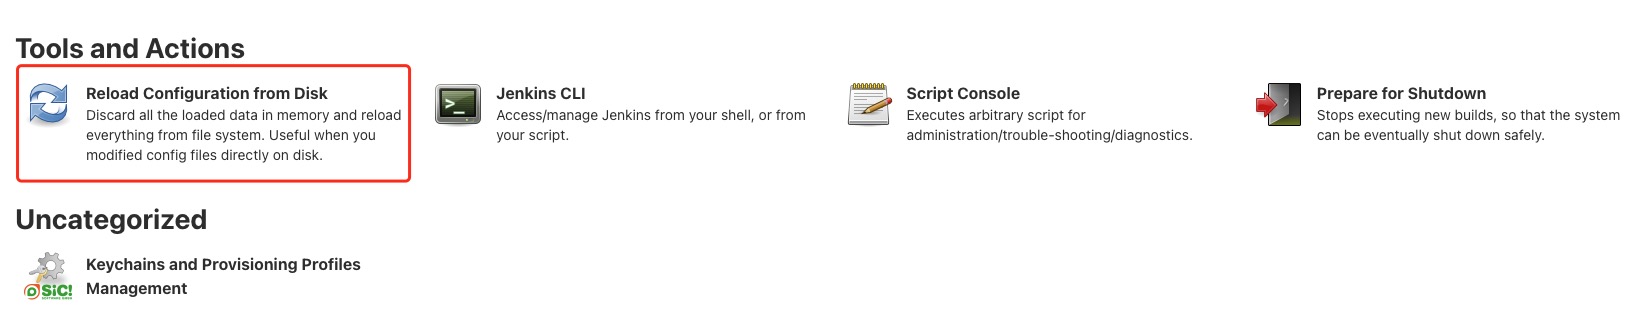 Tools and Actions
Reload Configuration from Disk
Discard all the loaded data in memory and reload
everything from file system. Useful when you
modified config files directly on disk.
Jenkins CLI
Access/manage Jenkins from your shell, or from
your script.
Script Console
Executes arbitrary script for
administration/trouble-shooting/diagnostics.
Prepare for Shutdown
Stops executing new builds, so that the system
can be eventually shut down safely.
Uncategorized
SiC!
Keychains and Provisioning Profiles
Management